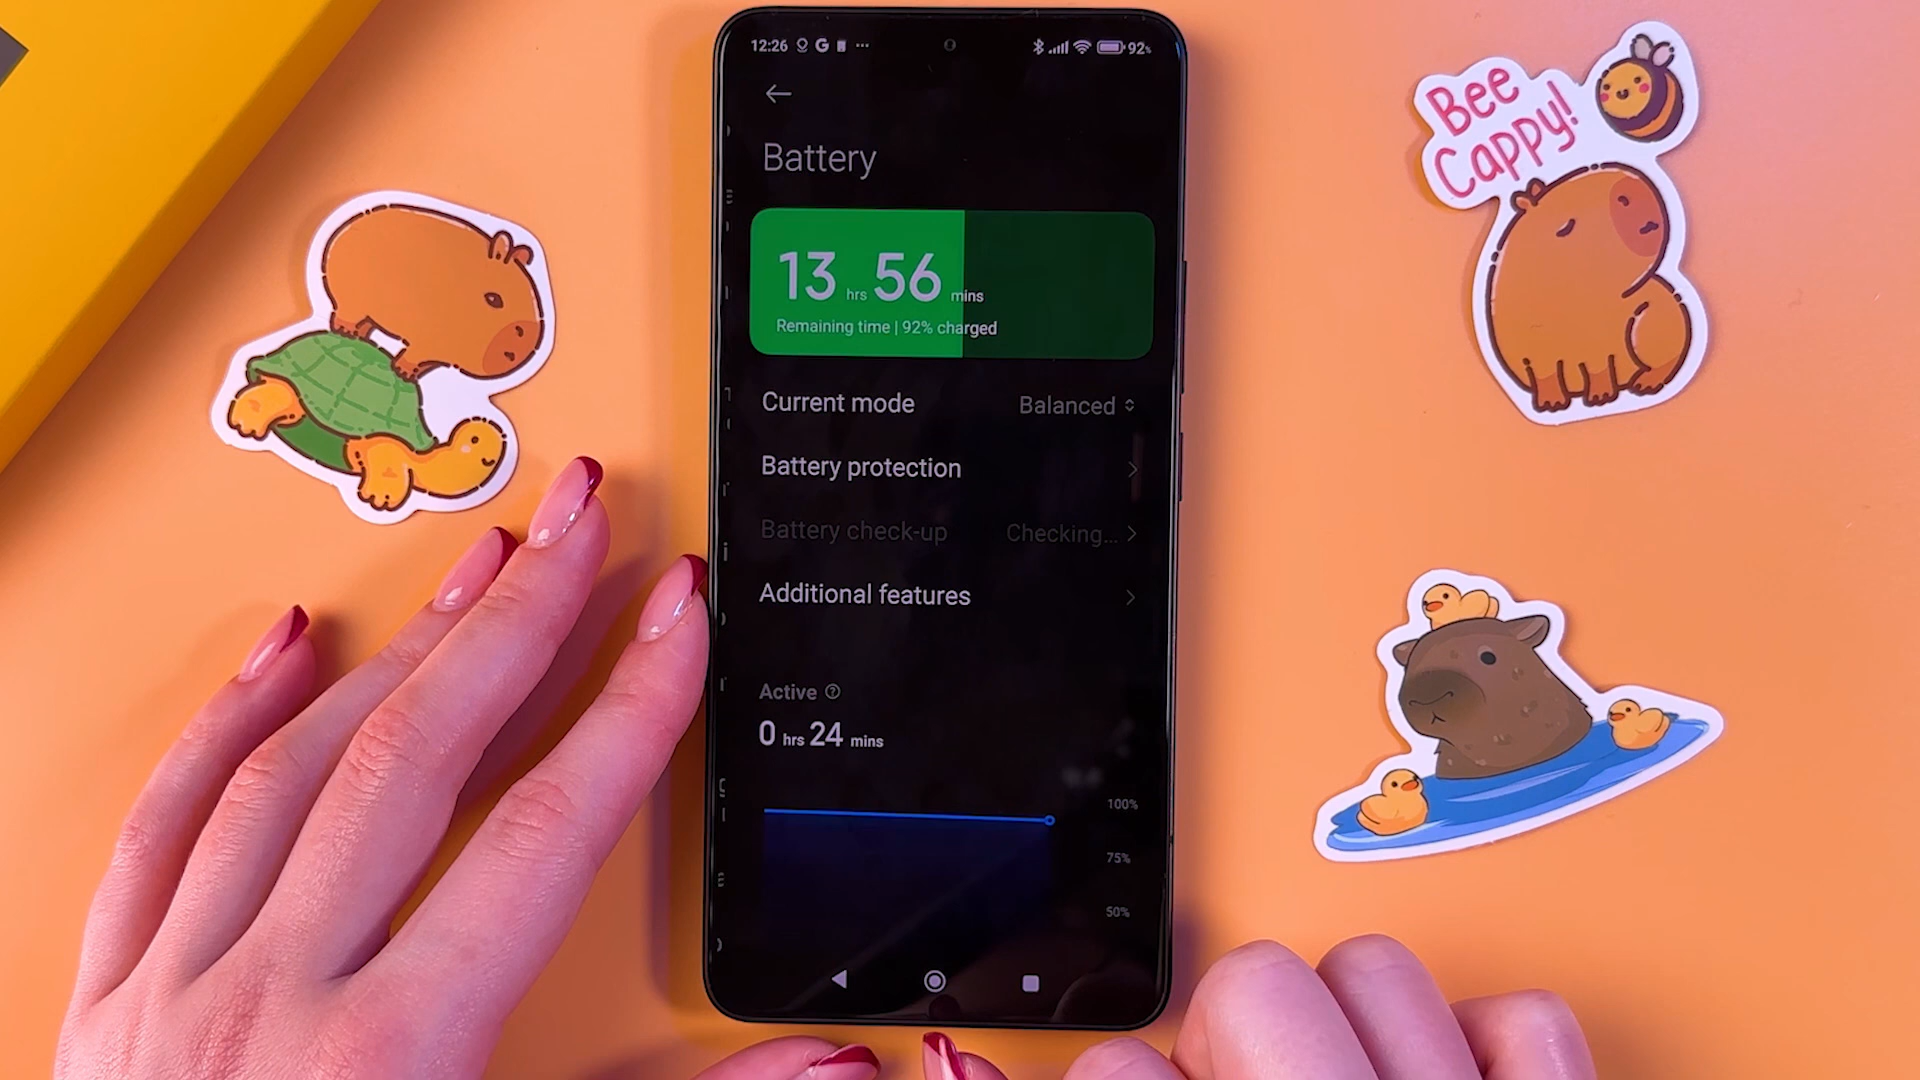 12:26 G ... 92%
Battery
13 hrs 56 mins
Remaining time | 92% charged
Current mode Balanced
Battery protection
Battery check-up Checking...
Additional features
Active ?
0 hrs 24 mins
100%
75%
50%
Bee
Cappy!